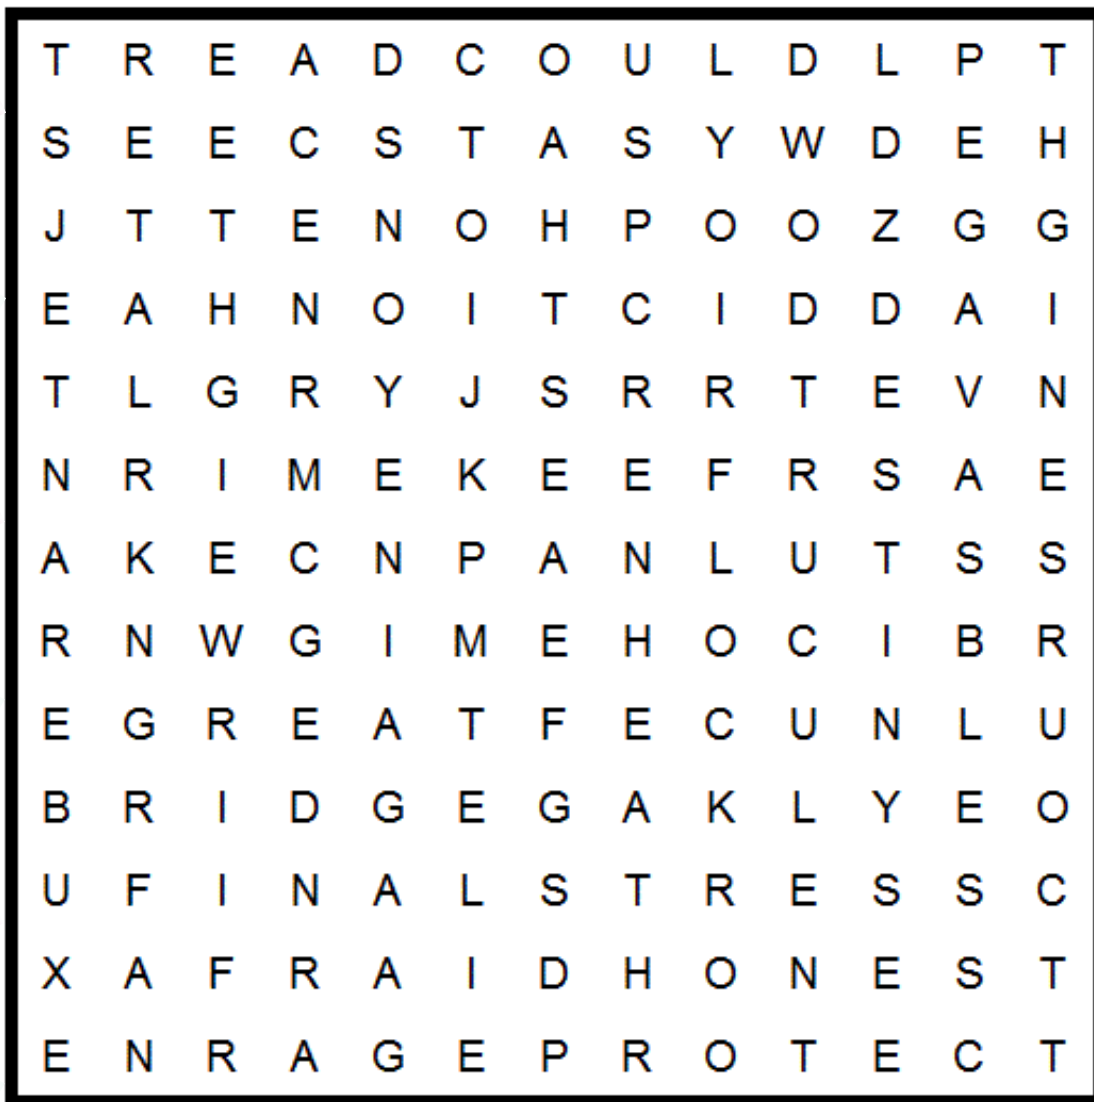 T R E A D C O U L D L P T
S E E C S T A S Y W D E H
J T T E N O H P O O Z G G
E A H N O I T C I D D A I
T L G R Y J S R R T E V N
N R I M E K E E F R S A E
A K E C N P A N L U T S S
R N W G I M E H O C I B R
E G R E A T F E C U N L U
B R I D G E G A K L Y E O
U F I N A L S T R E S S C
X A F R A I D H O N E S T
E N R A G E P R O T E C T